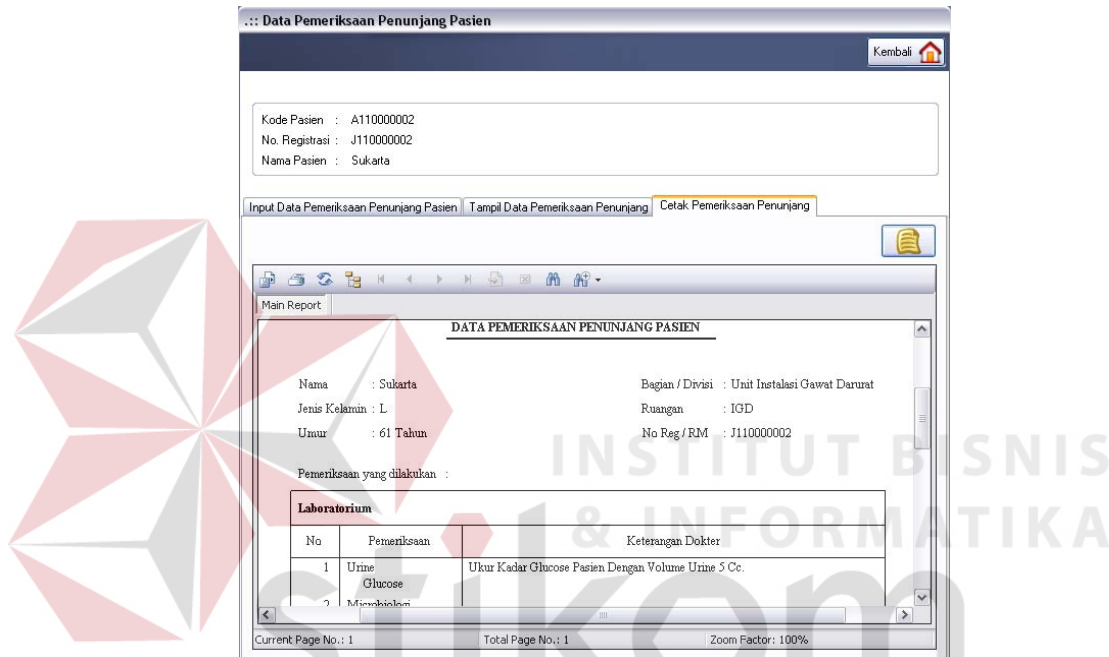 .:: Data Pemeriksaan Penunjang Pasien
Kembali
Kode Pasien : A110000002
No. Registrasi : J110000002
Nama Pasien : Sukarta
Input Data Pemeriksaan Penunjang Pasien Tampil Data Pemeriksaan Penunjang Cetak Pemeriksaan Penunjang
Main Report
DATA PEMERIKSAAN PENUNJANG PASIEN
Nama : Sukarta Bagian / Divisi : Unit Instalasi Gawat Darurat
Jenis Kelamin : L Ruangan : IGD
Umur : 61 Tahun No Reg / RM : J110000002
Pemeriksaan yang dilakukan :
Laboratorium
No Pemeriksaan Keterangan Dokter
1 Urine Ukur Kadar Glucose Pasien Dengan Volume Urine 5 Cc.
Glucose
2 Microbiologi
Current Page No.: 1 Total Page No.: 1 Zoom Factor: 100%
INSTITUT BISNIS
& INFORMATIKA
stikom